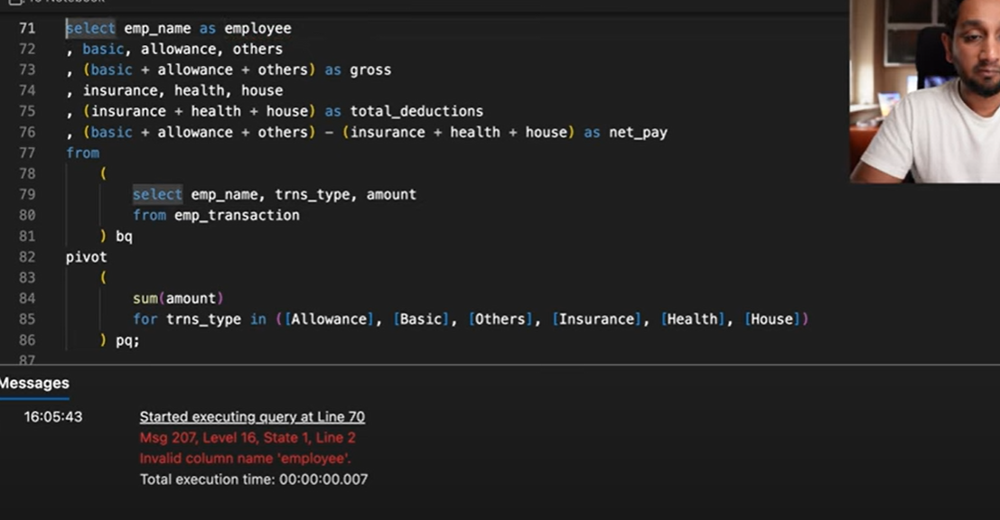 71 select emp_name as employee
72 , basic, allowance, others
73 , (basic + allowance + others) as gross
74 , insurance, health, house
75 , (insurance + health + house) as total_deductions
76 , (basic + allowance + others) - (insurance + health + house) as net_pay
77 from
78 (
79 select emp_name, trns_type, amount
80 from emp_transaction
81 ) bq
82 pivot
83 (
84 sum(amount)
85 for trns_type in ([Allowance], [Basic], [Others], [Insurance], [Health], [House])
86 ) pq;
87
Messages
16:05:43 Started executing query at Line 70
Msg 207, Level 16, State 1, Line 2
Invalid column name 'employee'.
Total execution time: 00:00:00.007